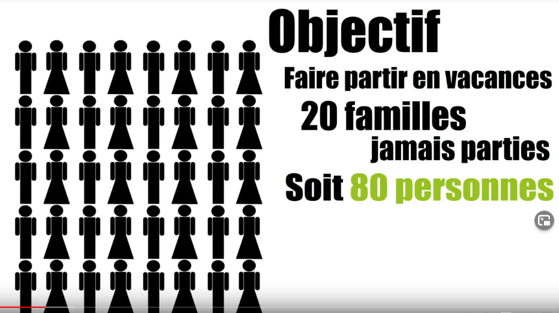 Objectif
Faire partir en vacances
20 familles
jamais parties
Soit 80 personnes